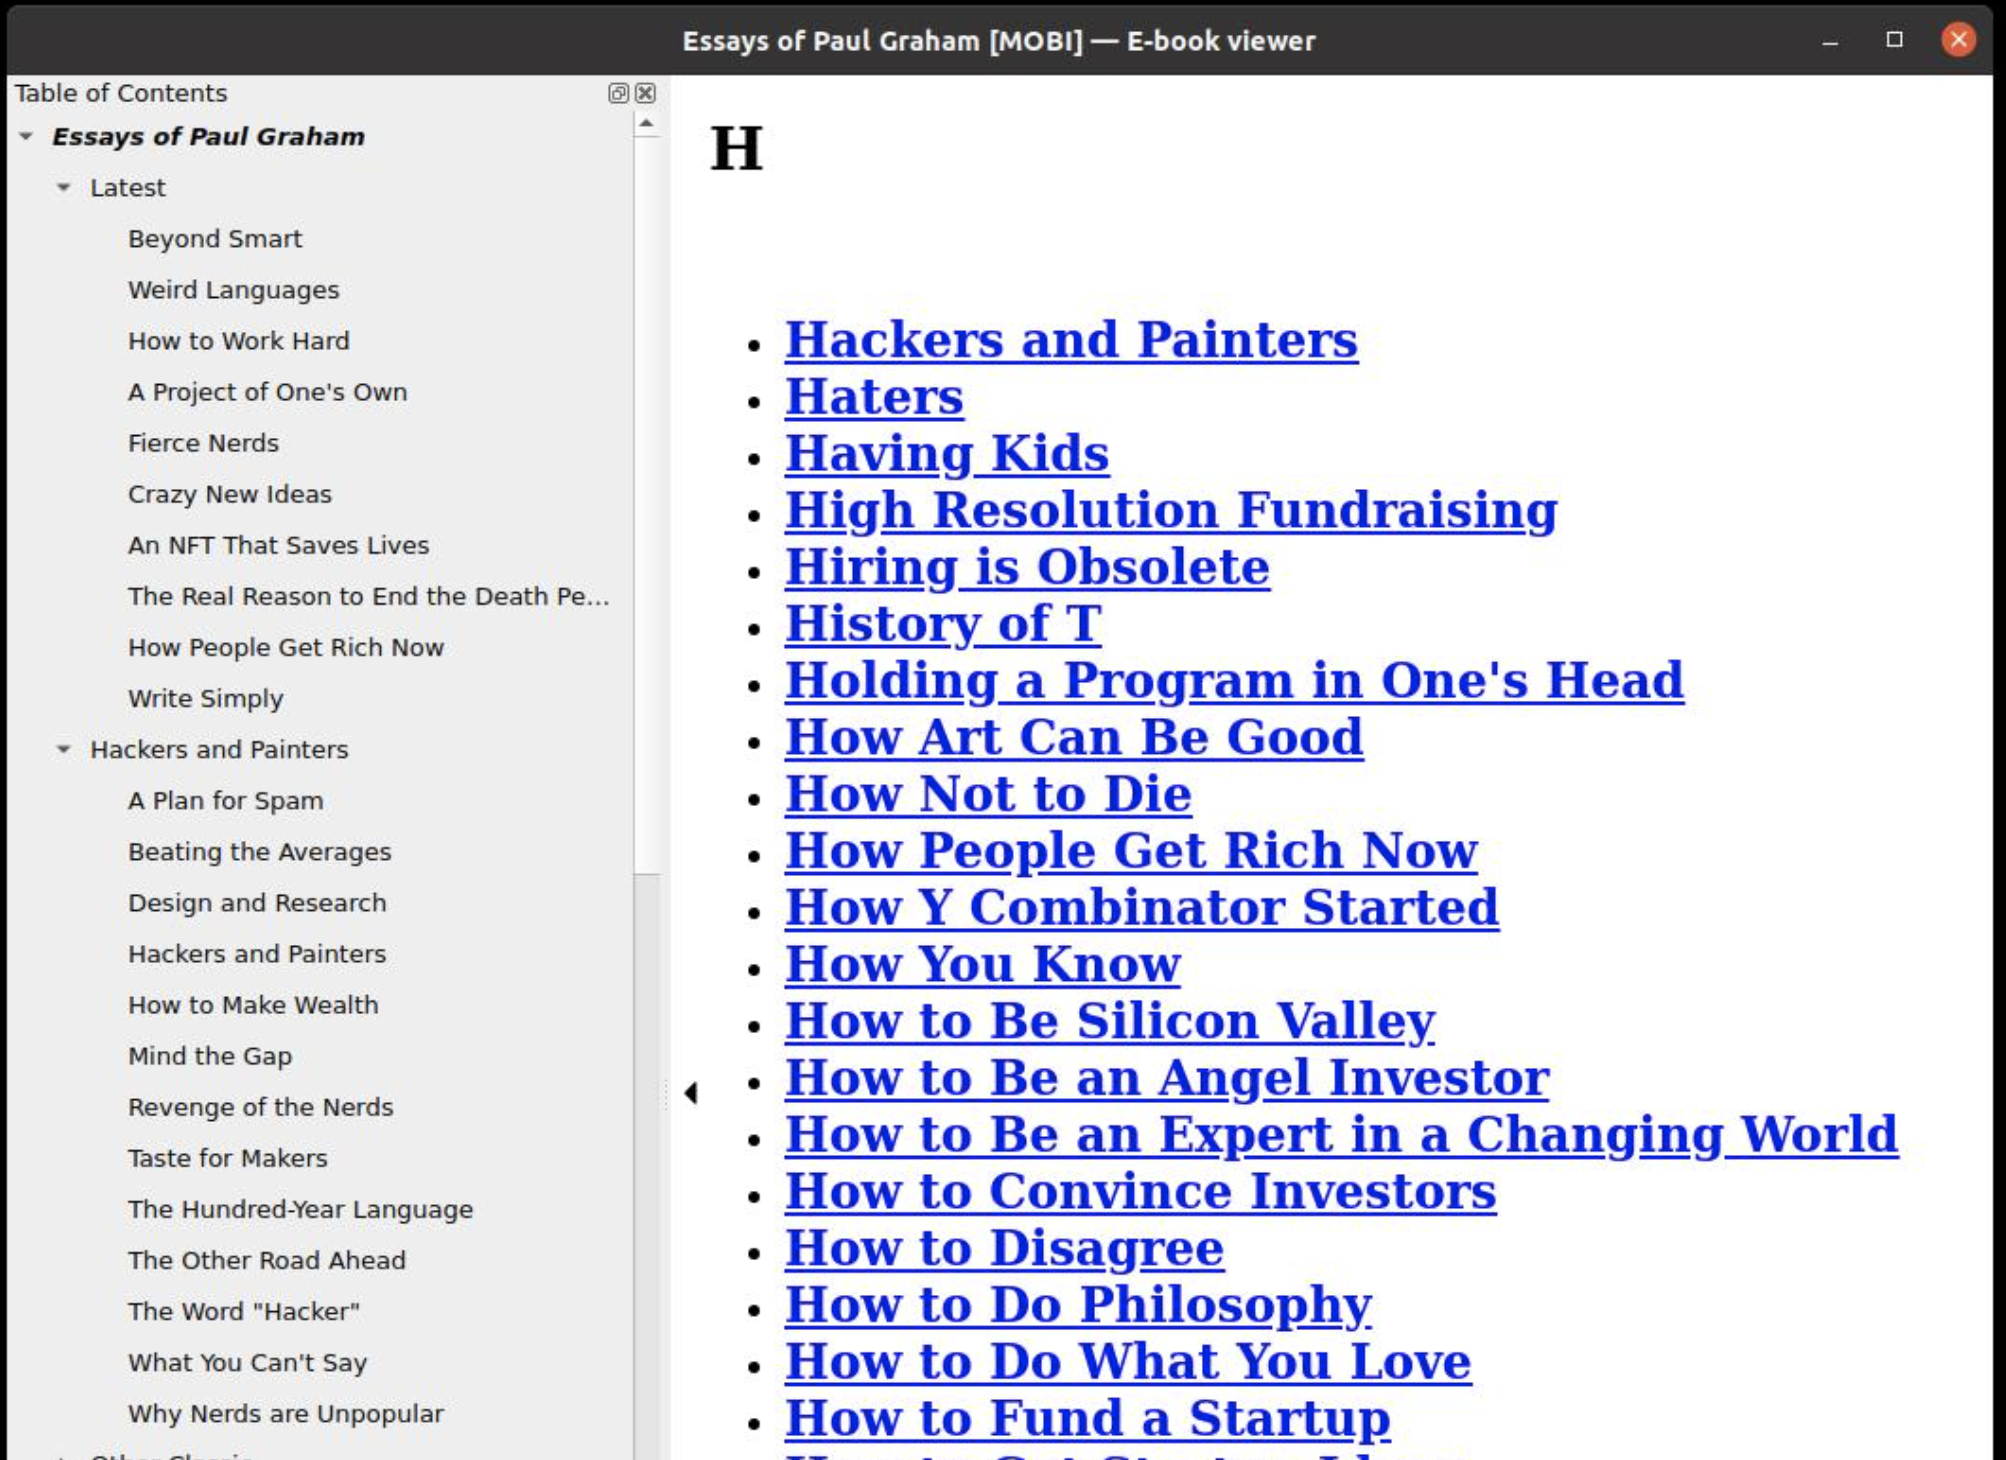 Essays of Paul Graham [MOBI] — E-book viewer
Table of Contents
Essays of Paul Graham
Latest
Beyond Smart
Weird Languages
How to Work Hard
A Project of One's Own
Fierce Nerds
Crazy New Ideas
An NFT That Saves Lives
The Real Reason to End the Death Pe...
How People Get Rich Now
Write Simply
Hackers and Painters
A Plan for Spam
Beating the Averages
Design and Research
Hackers and Painters
How to Make Wealth
Mind the Gap
Revenge of the Nerds
Taste for Makers
The Hundred-Year Language
The Other Road Ahead
The Word "Hacker"
What You Can't Say
Why Nerds are Unpopular
H
Hackers and Painters
Haters
Having Kids
High Resolution Fundraising
Hiring is Obsolete
History of T
Holding a Program in One's Head
How Art Can Be Good
How Not to Die
How People Get Rich Now
How Y Combinator Started
How You Know
How to Be Silicon Valley
How to Be an Angel Investor
How to Be an Expert in a Changing World
How to Convince Investors
How to Disagree
How to Do Philosophy
How to Do What You Love
How to Fund a Startup